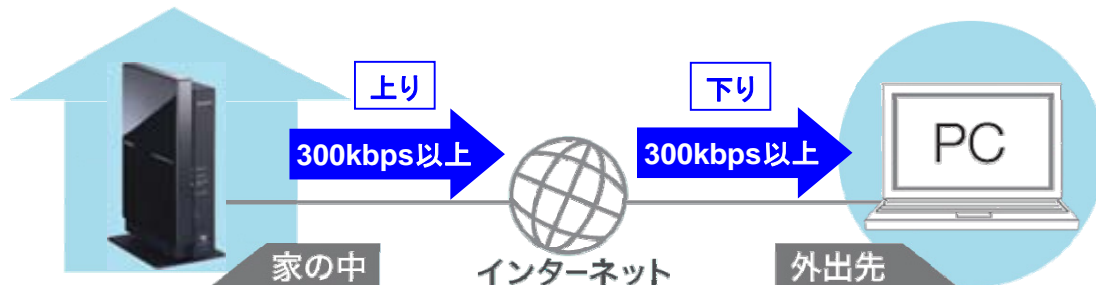 上り
下り
300kbps以上
300kbps以上
PC
家の中
インターネット
外出先